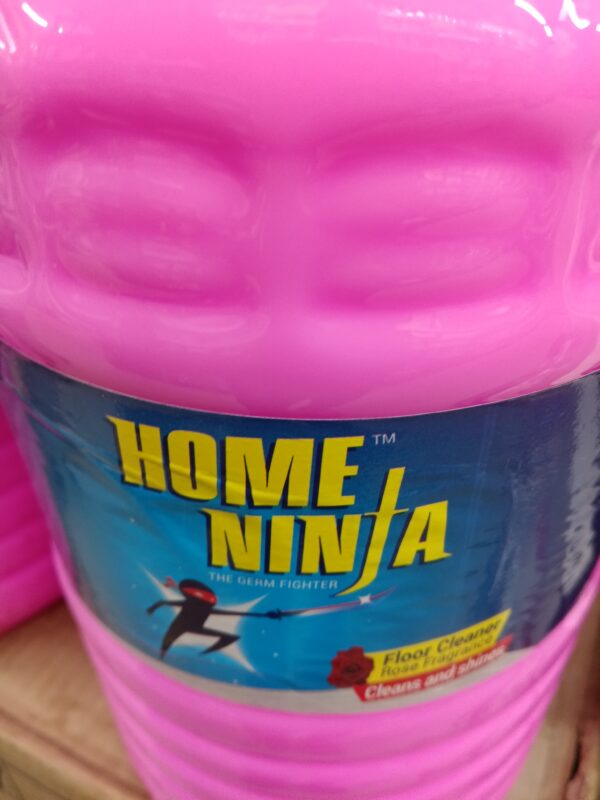 HOME™
NINJA
THE GERM FIGHTER
Floor Cleaner
Rose Fragrance
Cleans and shines